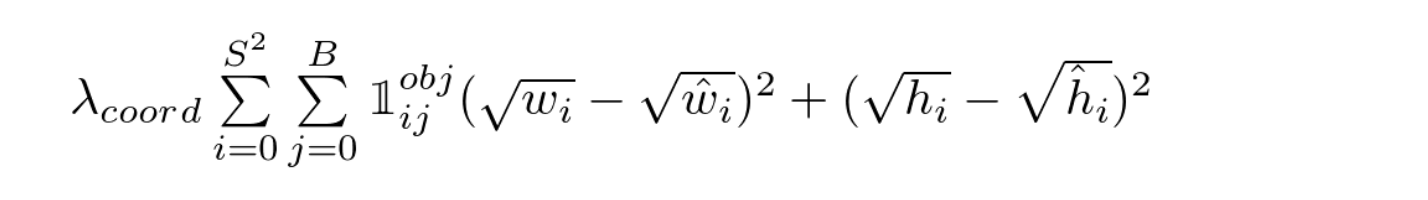 λ_{coord} \sum_{i=0}^{S^2} \sum_{j=0}^{B} 𝟙_{ij}^{obj} (\sqrt{w_i} − \sqrt{\hat{w}_i})^2 + (\sqrt{h_i} − \sqrt{\hat{h}_i})^2